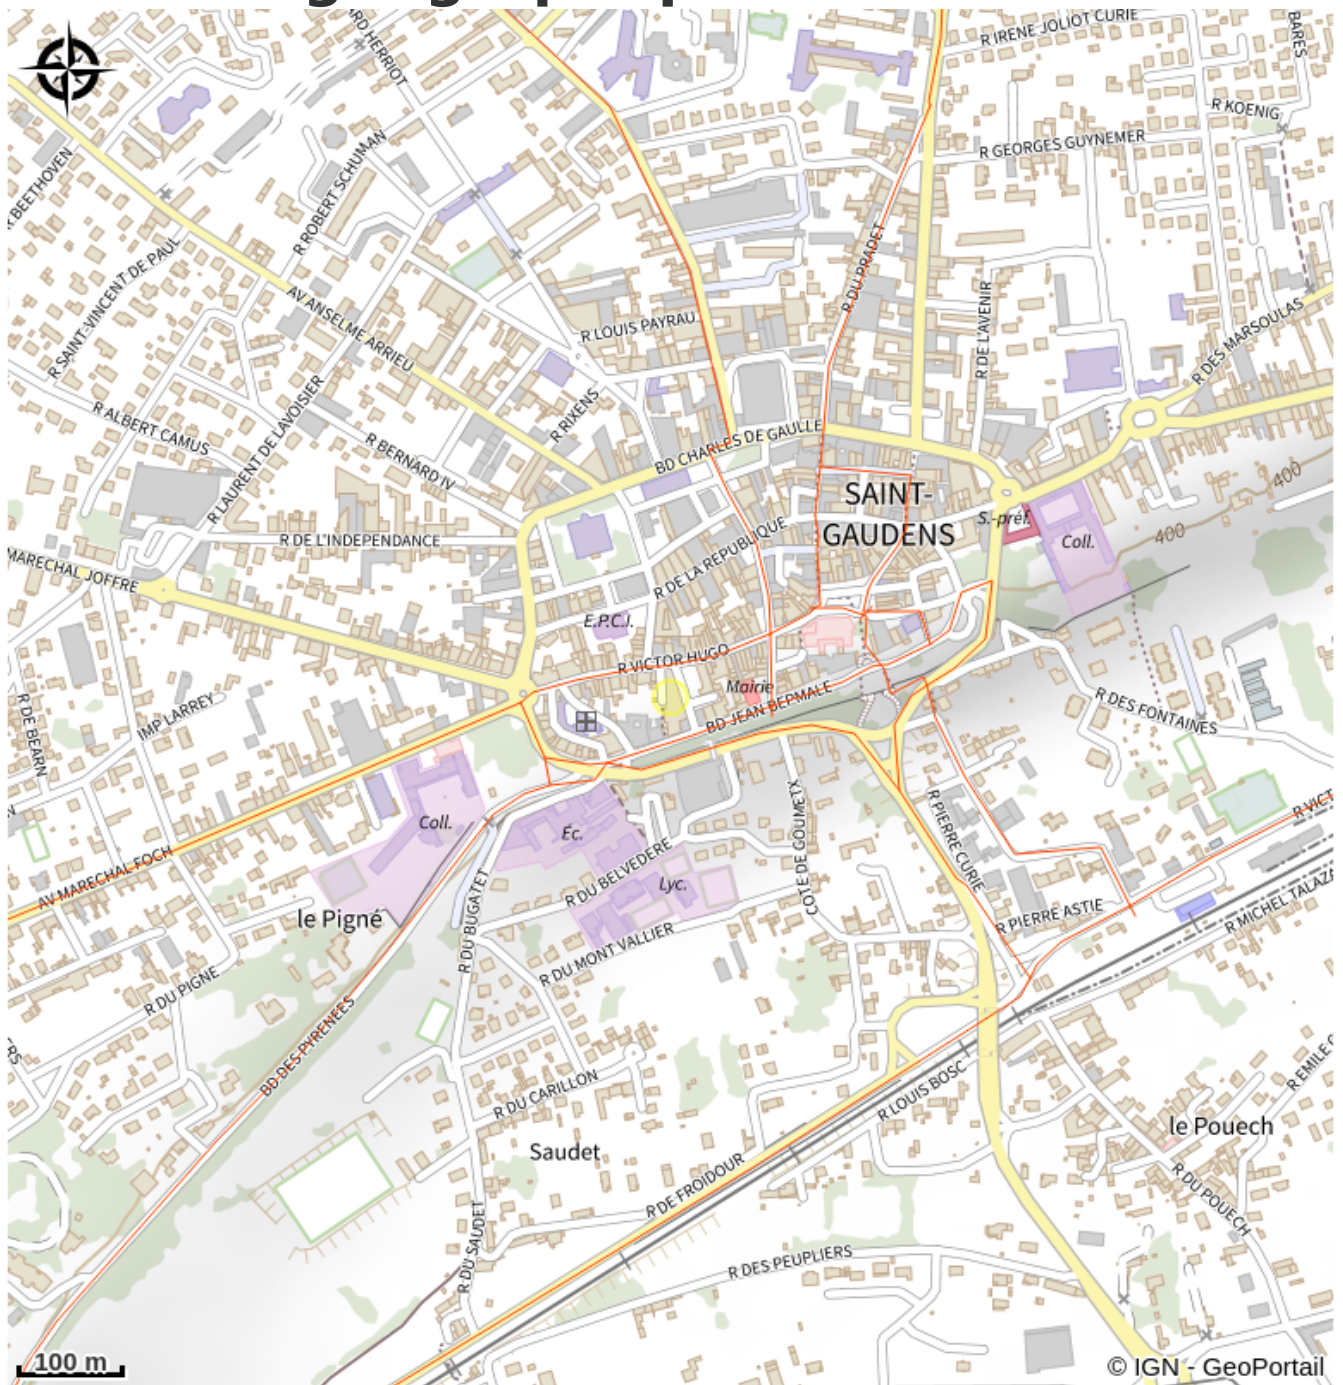 R IRENE JOLIOT CURIE
BARES
ARD HERRIOT
R KOENIG
R BEETHOVEN
R ROBERT SCHUMAN
R GEORGES GUYNEMER
R SAINT-VINCENT DE PAUL
R DU PRADET
AV ANSELME ARRIEU
R LOUIS PAYRAU
R DE L'AVENIR
R DES MARSOULAS
R ALBERT CAMUS
R LAURENT DE LAVOISIER
R RIXENS
R BERNARD IV
BD CHARLES DE GAULLE
400
SAINT-
GAUDENS
S.-préf.
Coll.
400
R DE L'INDEPENDANCE
R DE LA REPUBLIQUE
MARECHAL JOFFRE
E.P.C.I.
R VICTOR HUGO
Mairie
BD JEAN BEPMALE
R DES FONTAINES
R DE BEARN
IMP LARREY
Coll.
Éc.
COTE DE GOUMETX
R PIERRE CURIE
R VICT
AV MARECHAL FOCH
R DU BELVEDERE
Lyc.
le Pigné
R DU BUGATET
R PIERRE ASTIE
R MICHEL TALAZA
R DU MONT VALLIER
R DU PIGNE
BD DES PYRENEES
RS
R DU CARILLON
R LOUIS BOSC
R EMILE
Saudet
le Pouech
R DE FROIDOUR
R DU POUECH
R DU SAUDET
R DES PEUPLIERS
100 m
© IGN - GeoPortail